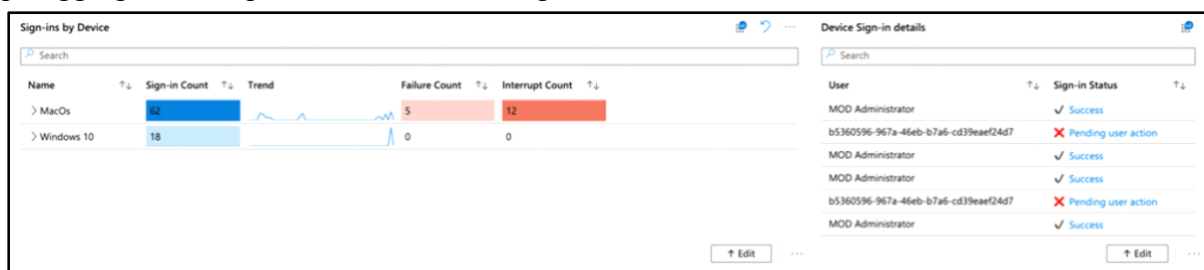 Sign-ins by Device
Search
Name Sign-in Count Trend Failure Count Interrupt Count
MacOs 62 5 12
Windows 10 18 0 0
Edit
Device Sign-in details
Search
User Sign-in Status
MOD Administrator Success
b5360596-967a-46eb-b7a6-cd39eaef24d7 Pending user action
MOD Administrator Success
MOD Administrator Success
b5360596-967a-46eb-b7a6-cd39eaef24d7 Pending user action
MOD Administrator Success
Edit